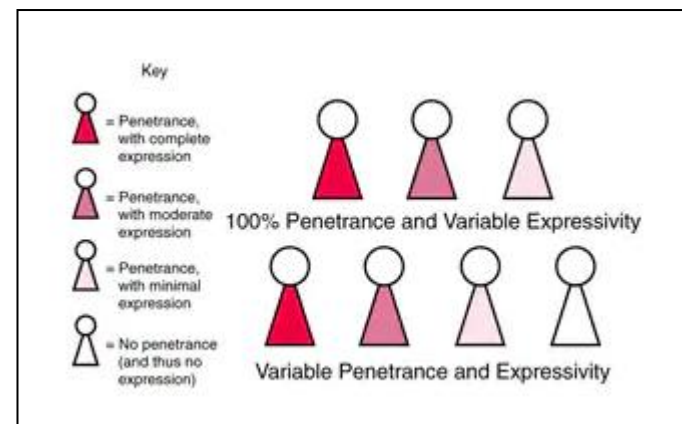 Key
= Penetrance,
with complete
expression
= Penetrance,
with moderate
expression
= Penetrance,
with minimal
expression
= No penetrance
(and thus no
expression)
100% Penetrance and Variable Expressivity
Variable Penetrance and Expressivity